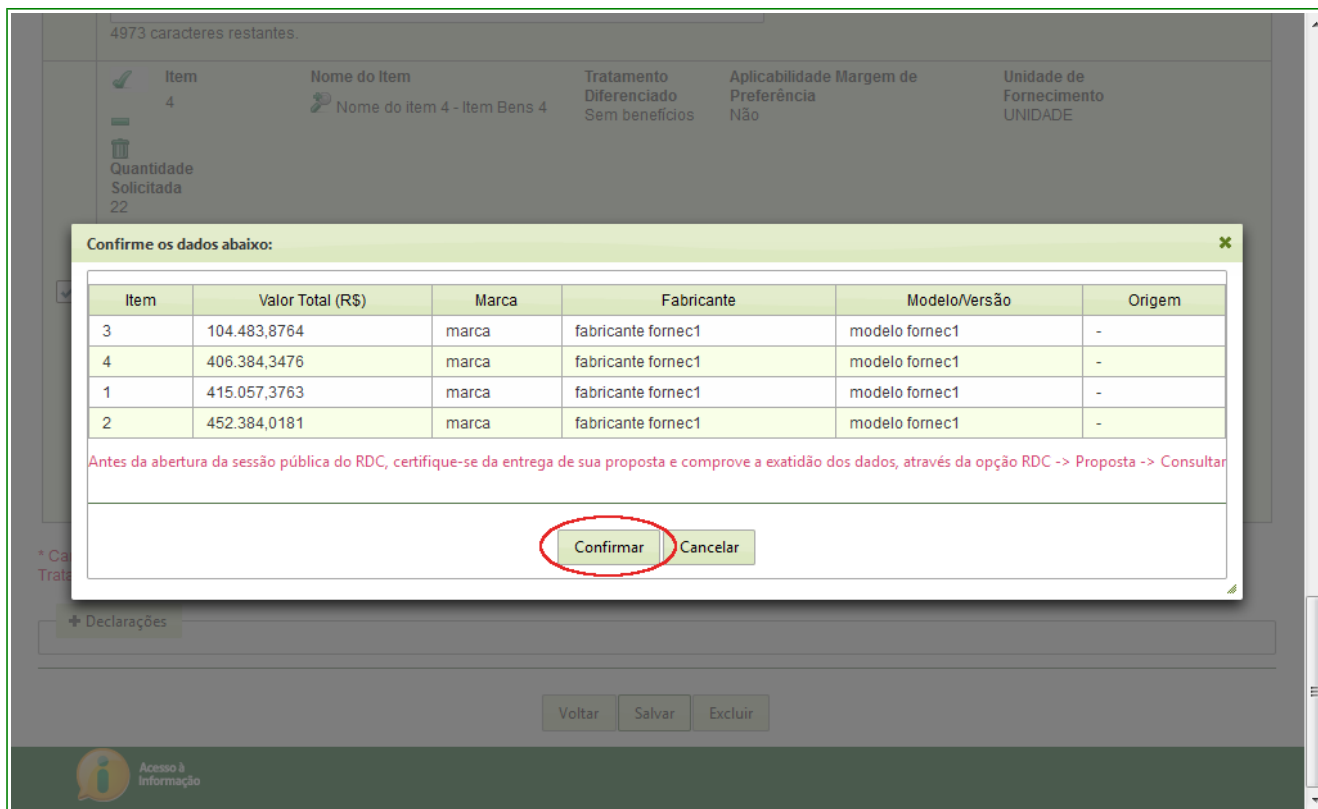 4973 caracteres restantes.
Item Nome do Item Tratamento Diferenciado Aplicabilidade Margem de Preferência Unidade de Fornecimento
4 Nome do item 4 - Item Bens 4 Sem benefícios Não UNIDADE
Quantidade
Solicitada
22
Confirme os dados abaixo:
Item Valor Total (R$) Marca Fabricante Modelo/Versão Origem
3 104.483,8764 marca fabricante fornec1 modelo fornec1 -
4 406.384,3476 marca fabricante fornec1 modelo fornec1 -
1 415.057,3763 marca fabricante fornec1 modelo fornec1 -
2 452.384,0181 marca fabricante fornec1 modelo fornec1 -
Antes da abertura da sessão pública do RDC, certifique-se da entrega de sua proposta e comprove a exatidão dos dados, através da opção RDC -> Proposta -> Consultar
Confirmar Cancelar
* Ca
Trata
Declarações
Voltar Salvar Excluir
Acesso à
Informação